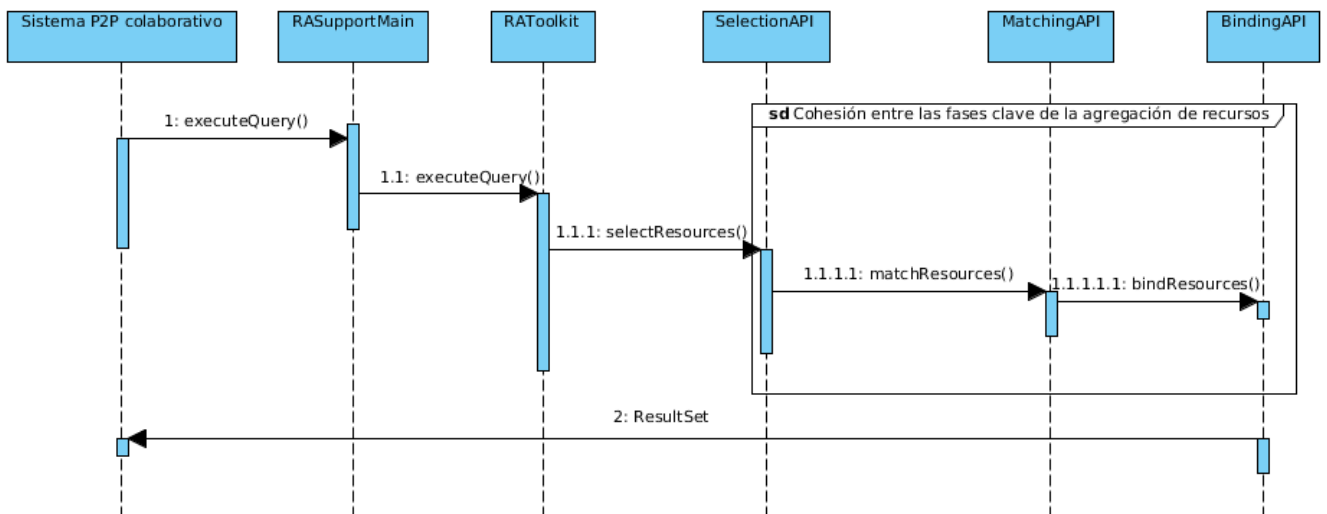 Sistema P2P colaborativo
RASupportMain
RAToolkit
SelectionAPI
MatchingAPI
BindingAPI
sd Cohesión entre las fases clave de la agregación de recursos
1: executeQuery()
1.1: executeQuery()
1.1.1: selectResources()
1.1.1.1: matchResources()
1.1.1.1.1: bindResources()
2: ResultSet